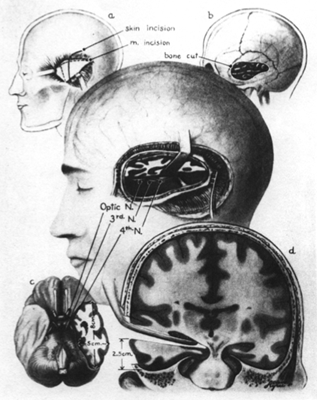 a.
b
skin incision
m. incision
bone cut
Optic N.
3rd N.
4th N.
c.
d.
2.5cm.